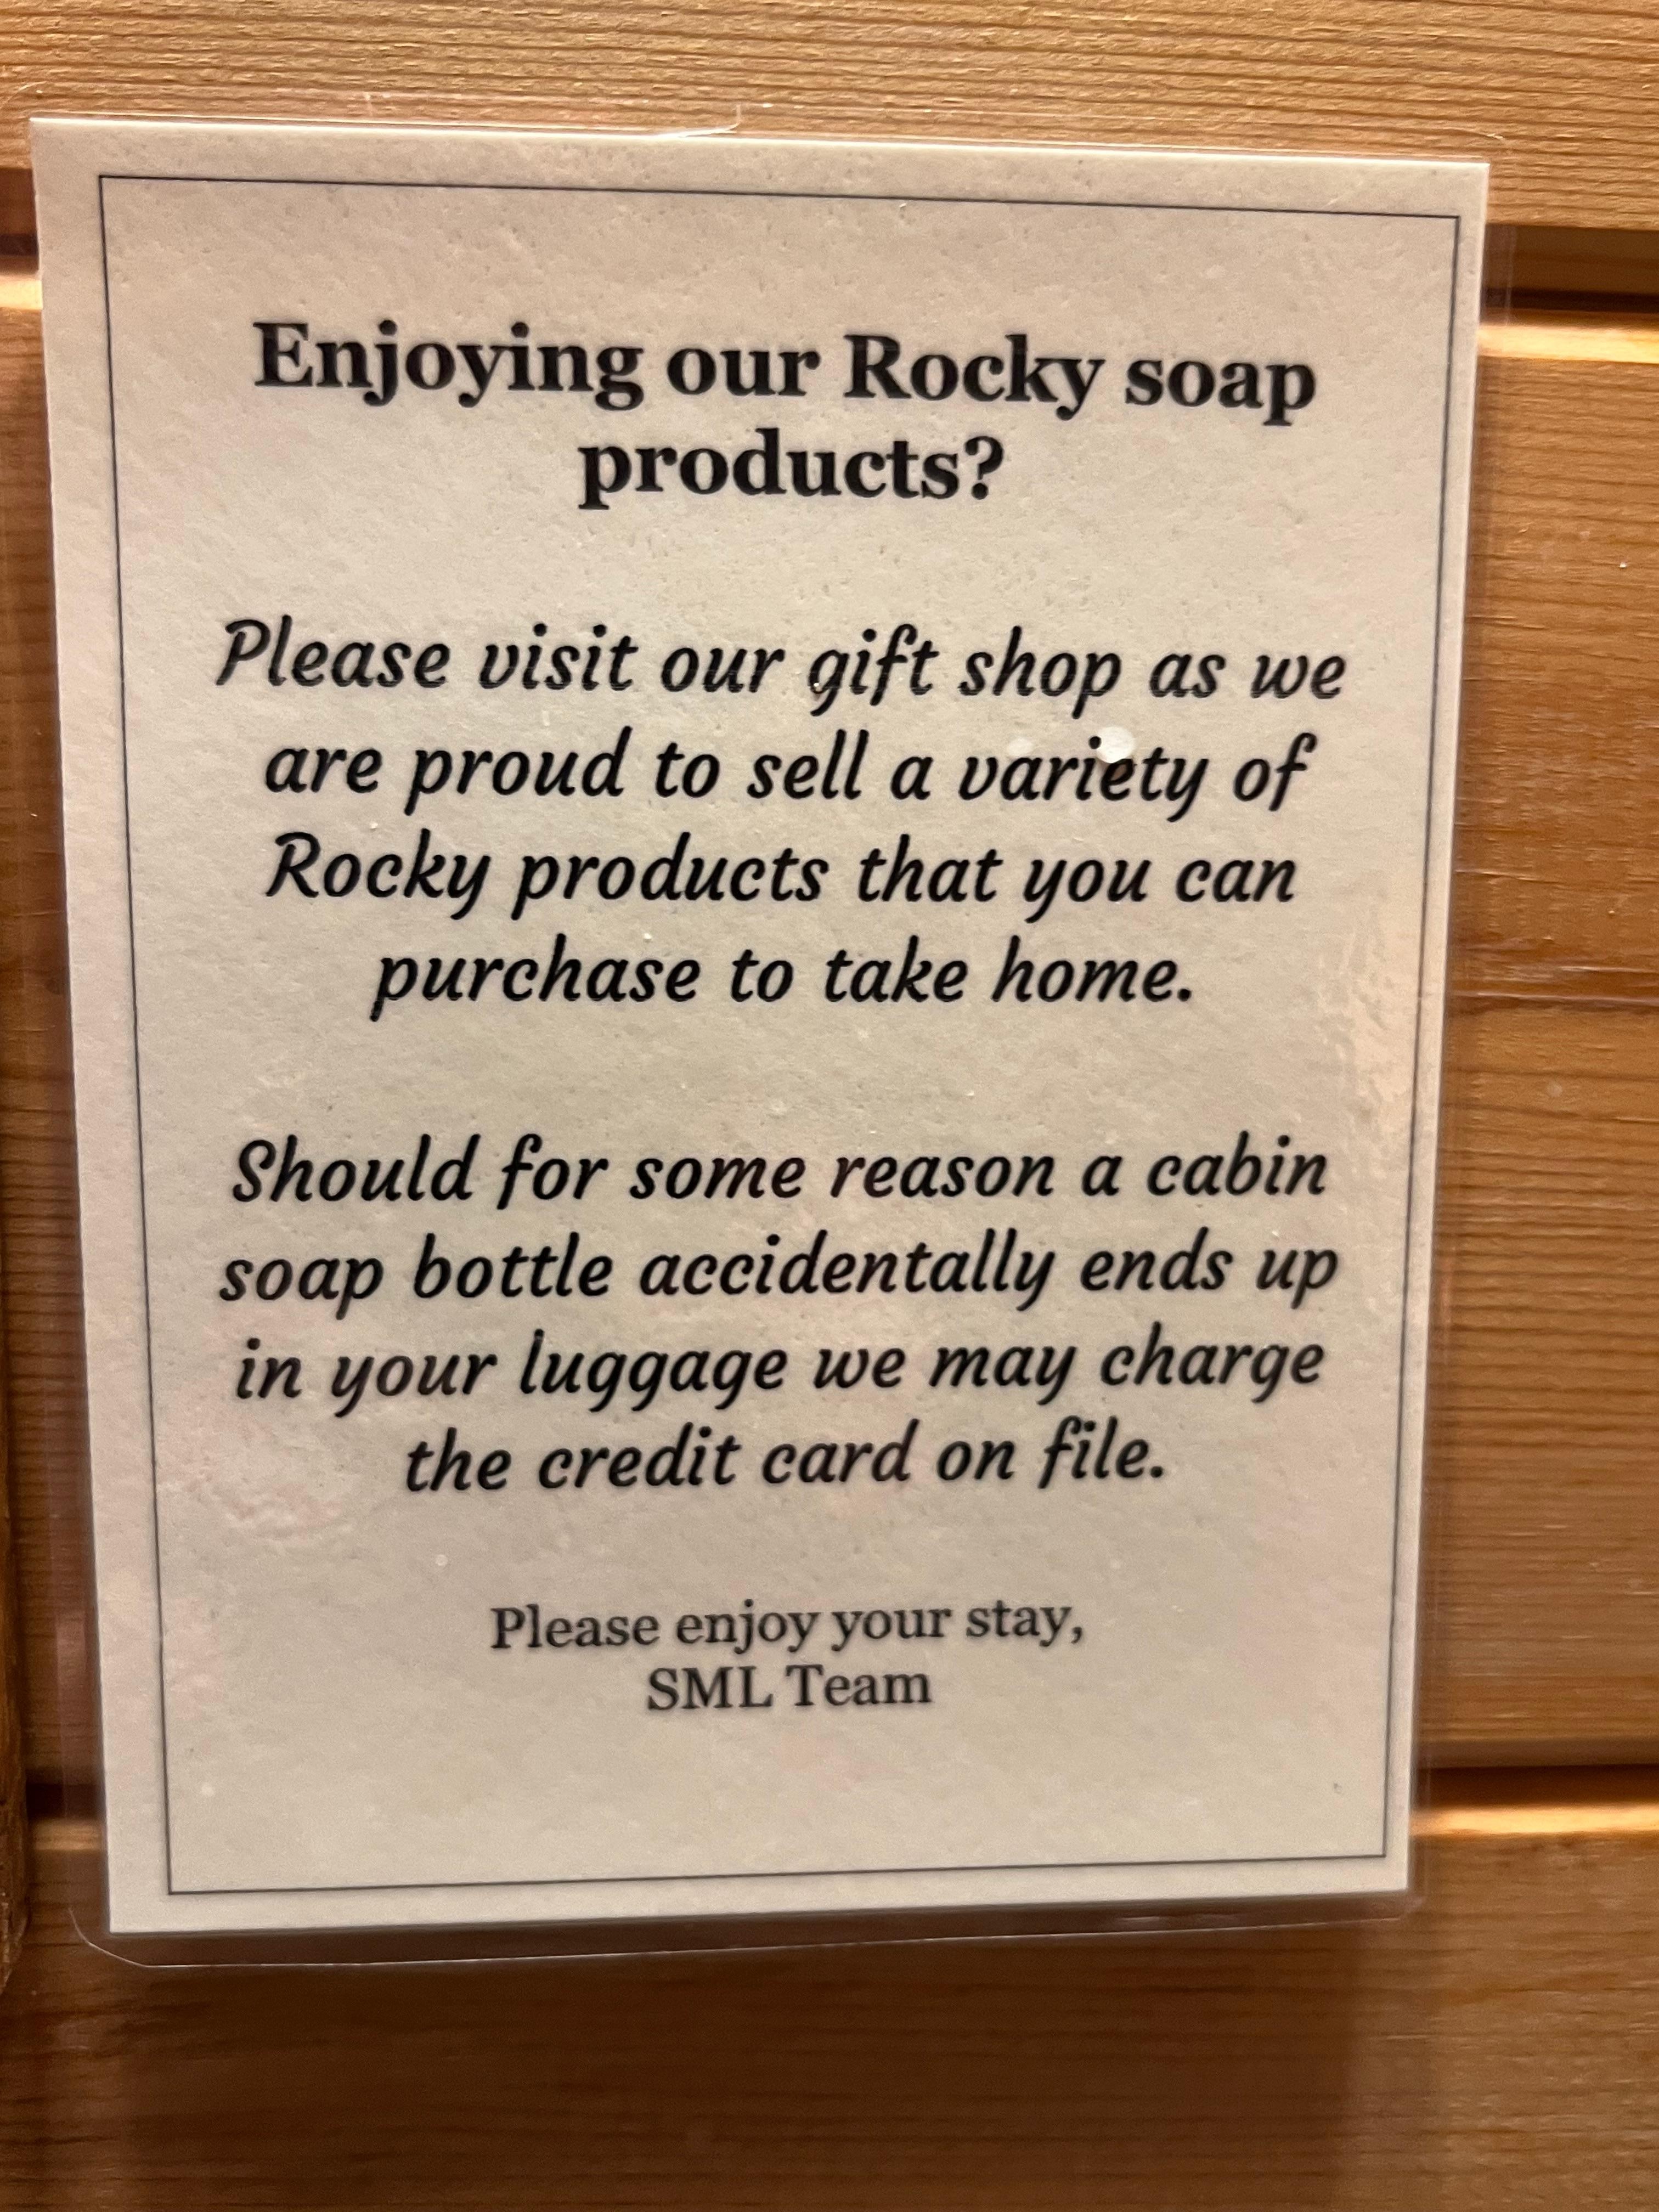 Enjoying our Rocky soap
products?
Please visit our gift shop as we
are proud to sell a variety of
Rocky products that you can
purchase to take home.
Should for some reason a cabin
soap bottle accidentally ends up
in your luggage we may charge
the credit card on file.
Please enjoy your stay,
SML Team